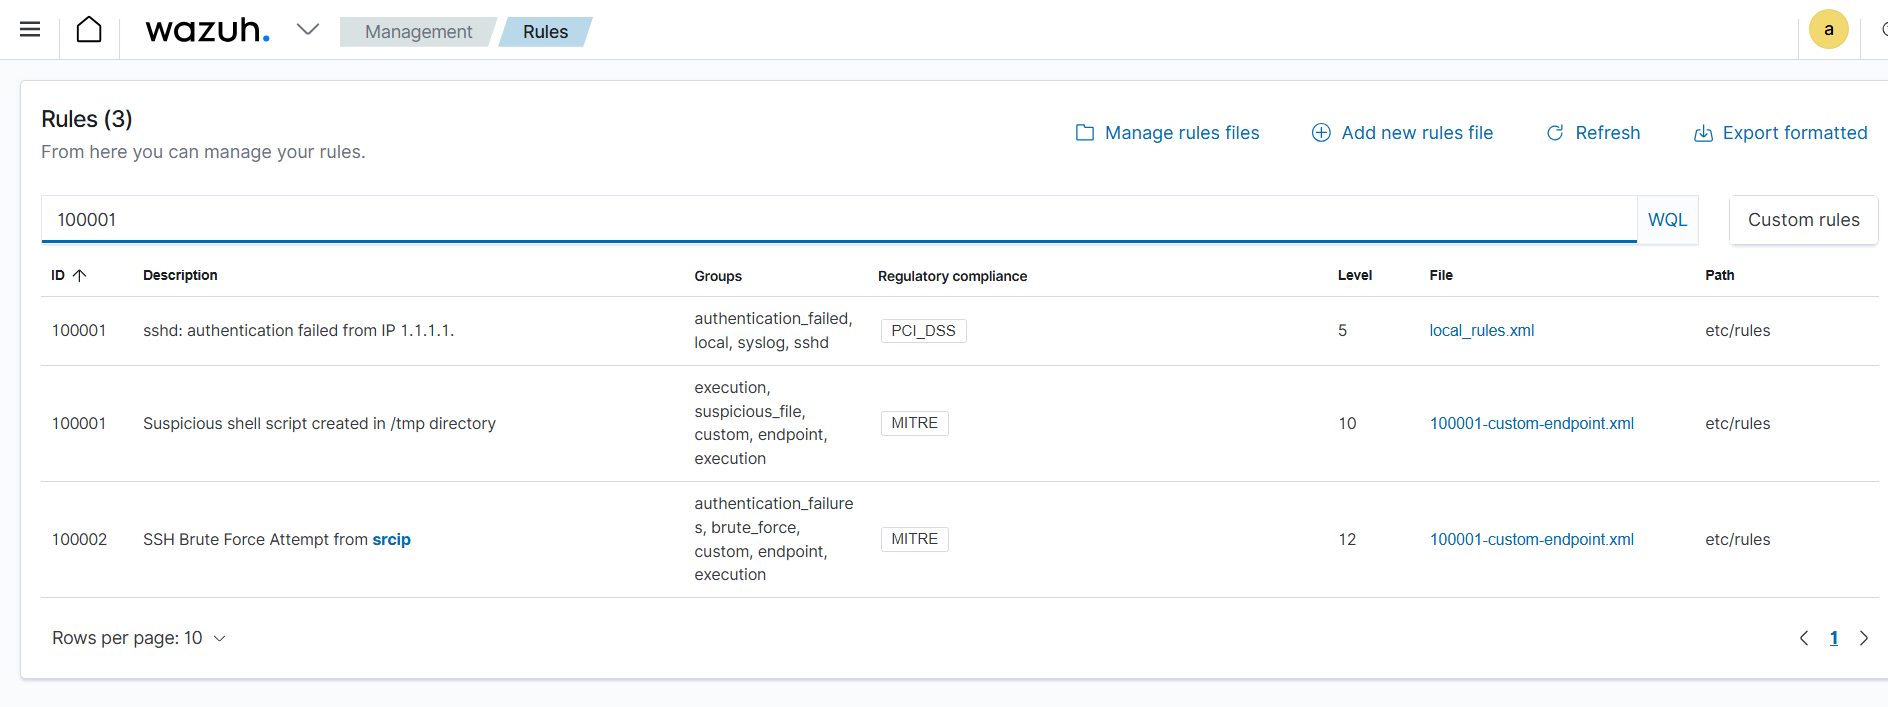 wazuh.
Management
Rules
a
Rules (3)
From here you can manage your rules.
Manage rules files
Add new rules file
Refresh
Export formatted
100001
WQL
Custom rules
ID
Description
Groups
Regulatory compliance
Level
File
Path
100001
sshd: authentication failed from IP 1.1.1.1.
authentication_failed,
local, syslog, sshd
PCI_DSS
5
local_rules.xml
etc/rules
100001
Suspicious shell script created in /tmp directory
execution,
suspicious_file,
custom, endpoint,
execution
MITRE
10
100001-custom-endpoint.xml
etc/rules
100002
SSH Brute Force Attempt from srcip
authentication_failure
s, brute_force,
custom, endpoint,
execution
MITRE
12
100001-custom-endpoint.xml
etc/rules
Rows per page: 10
1